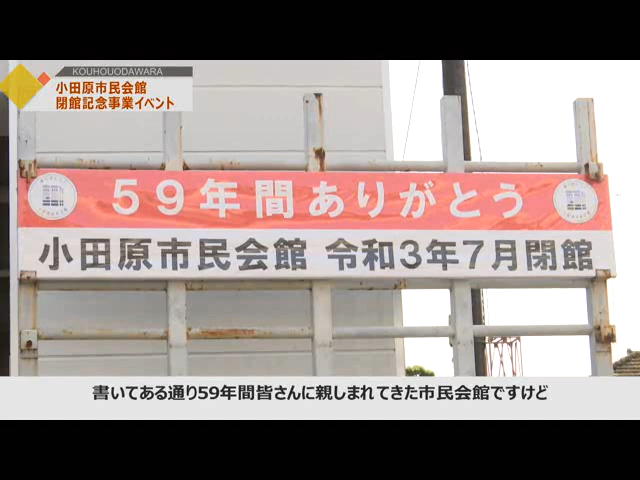 KOUHOUODAWARA
小田原市民会館
閉館記念事業イベント
59年間ありがとう
小田原市民会館 令和3年7月閉館
書いてある通り59年間皆さんに親しまれてきた市民会館ですけど